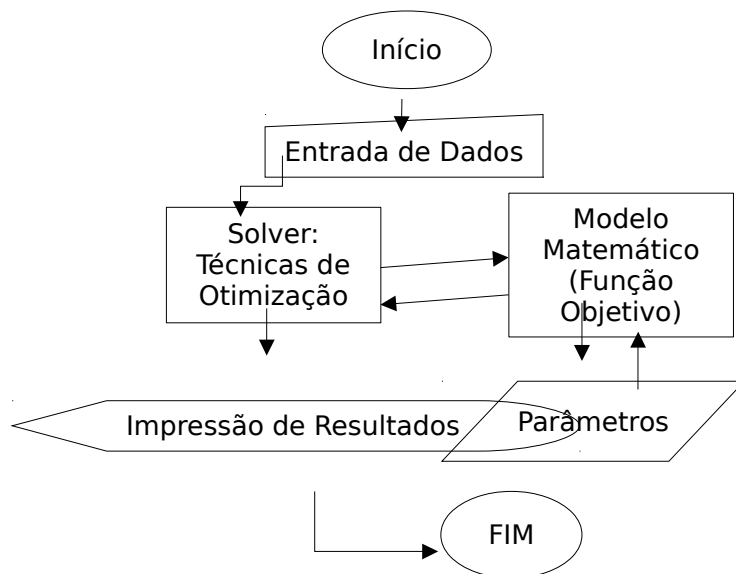 Início
Entrada de Dados
Solver:
Técnicas de
Otimização
Modelo
Matemático
(Função
Objetivo)
Impressão de Resultados
Parâmetros
FIM